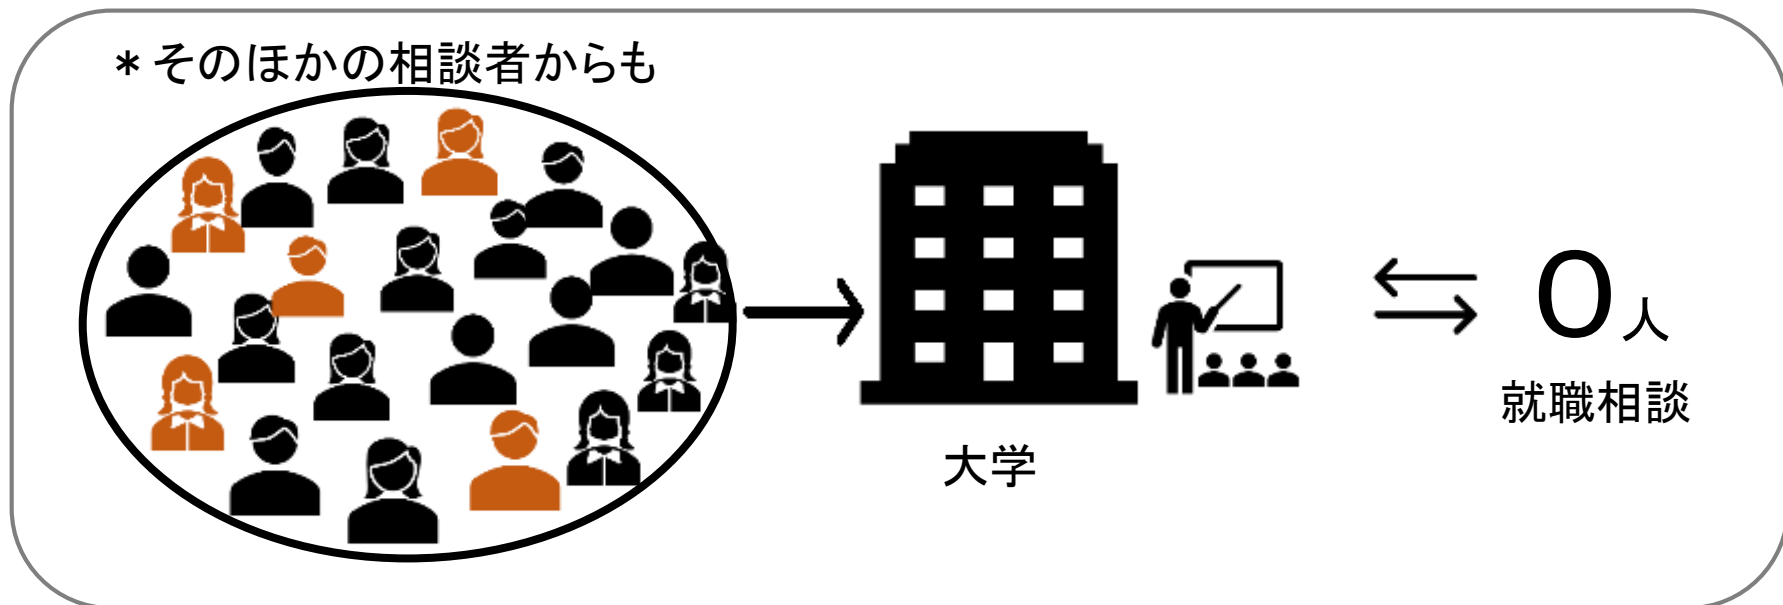 *そのほかの相談者からも
0人
就職相談
大学